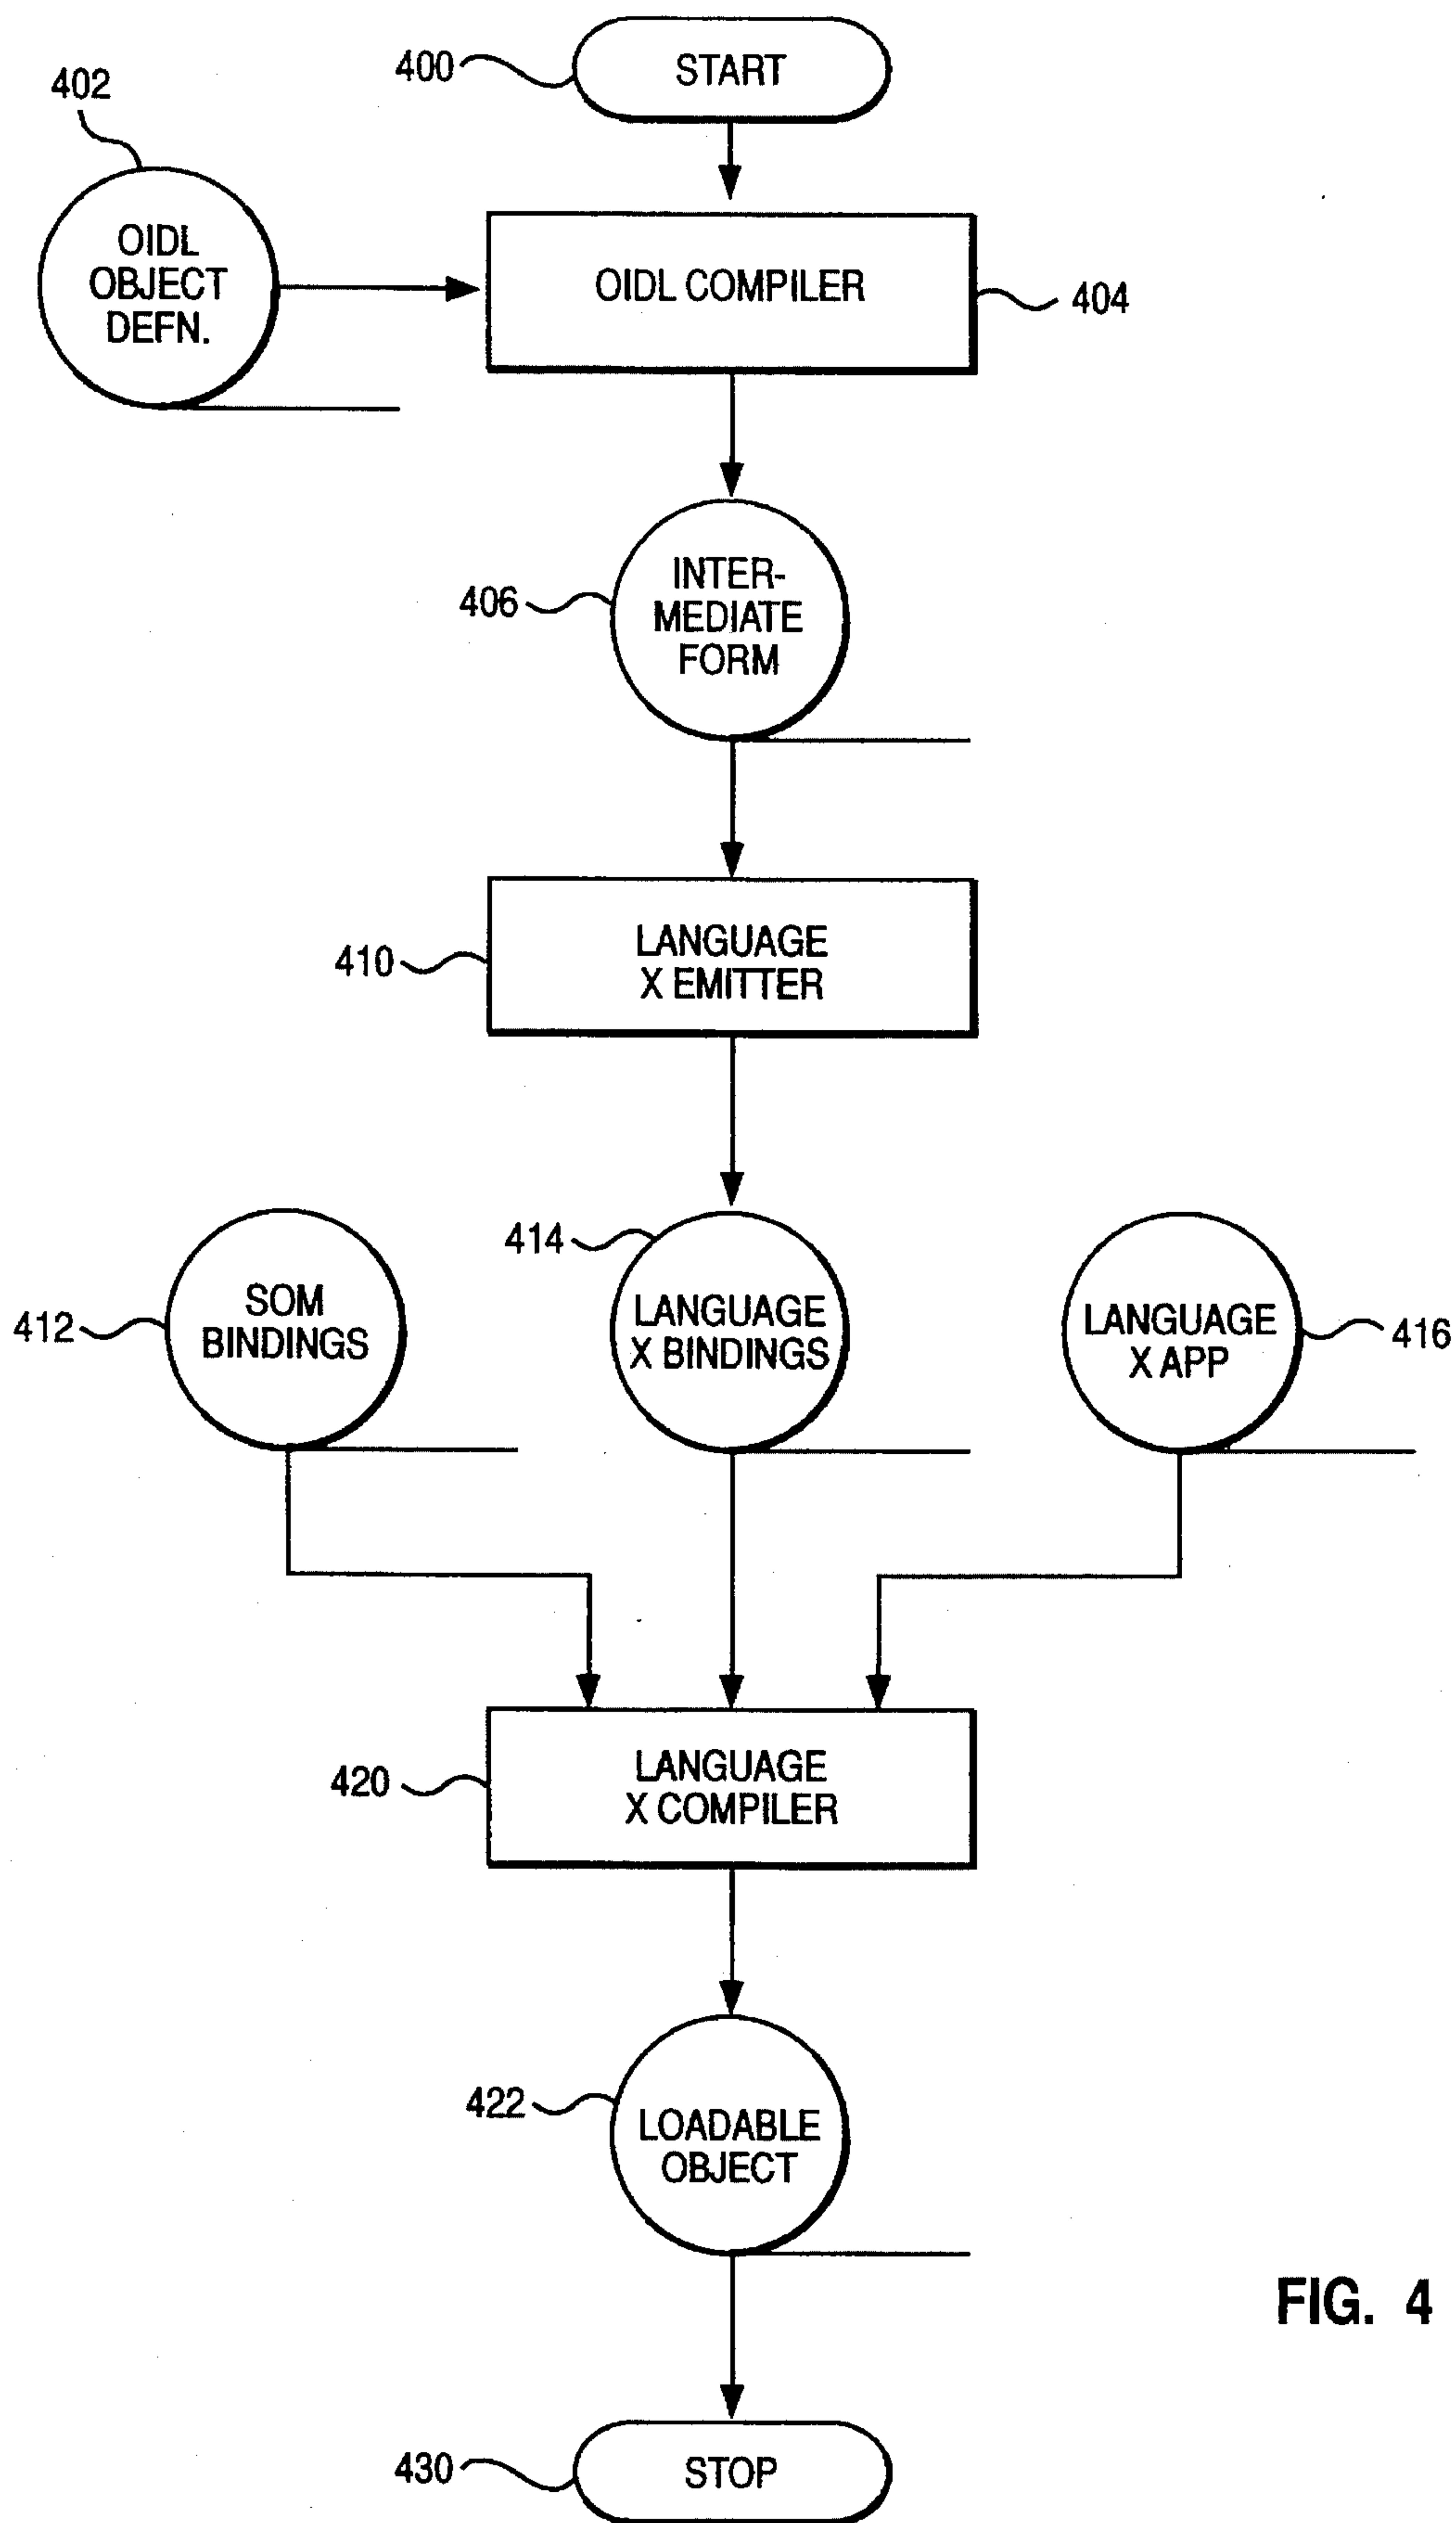 400
START
402
OIDL
OBJECT
DEFN.
OIDL COMPILER
404
406
INTER-
MEDIATE
FORM
410
LANGUAGE
X EMITTER
412
SOM
BINDINGS
414
LANGUAGE
X BINDINGS
LANGUAGE
X APP
416
420
LANGUAGE
X COMPILER
422
LOADABLE
OBJECT
FIG. 4
430
STOP